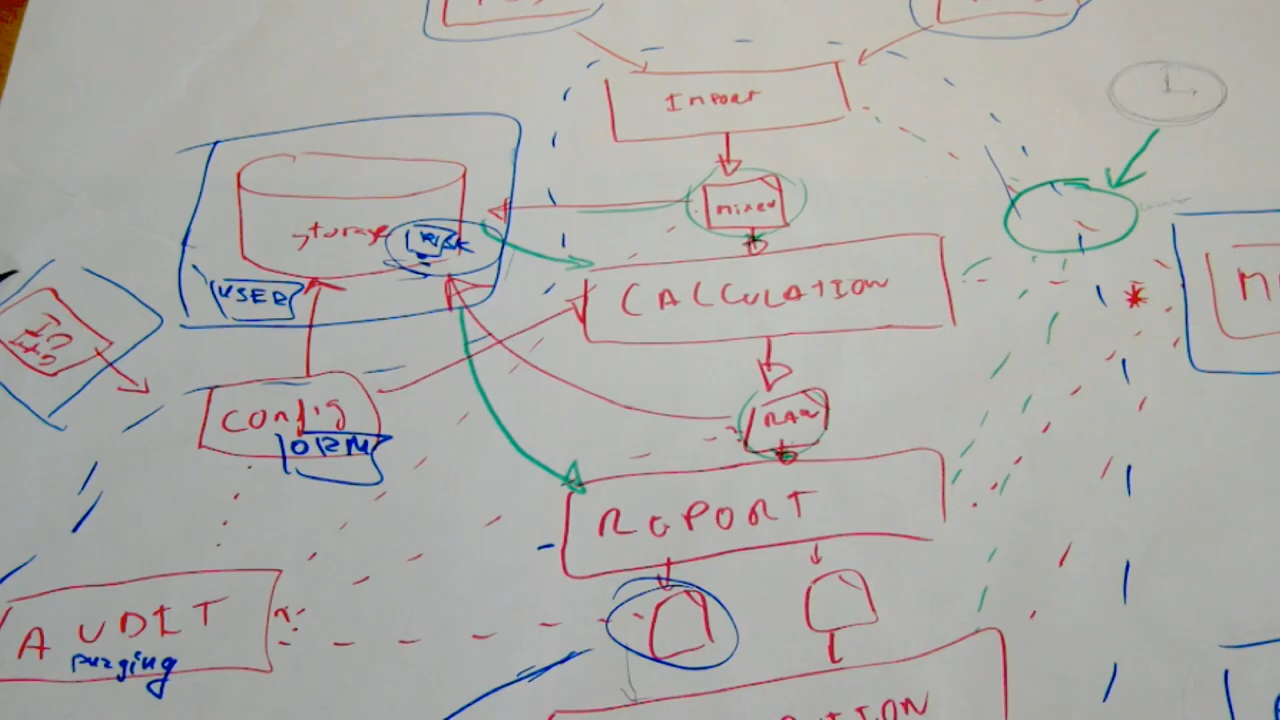 IMPORT
mixed
storage
RISK
USER
CALCULATION
CONFIG
ORM
RAW
REPORT
AUDIT
purging